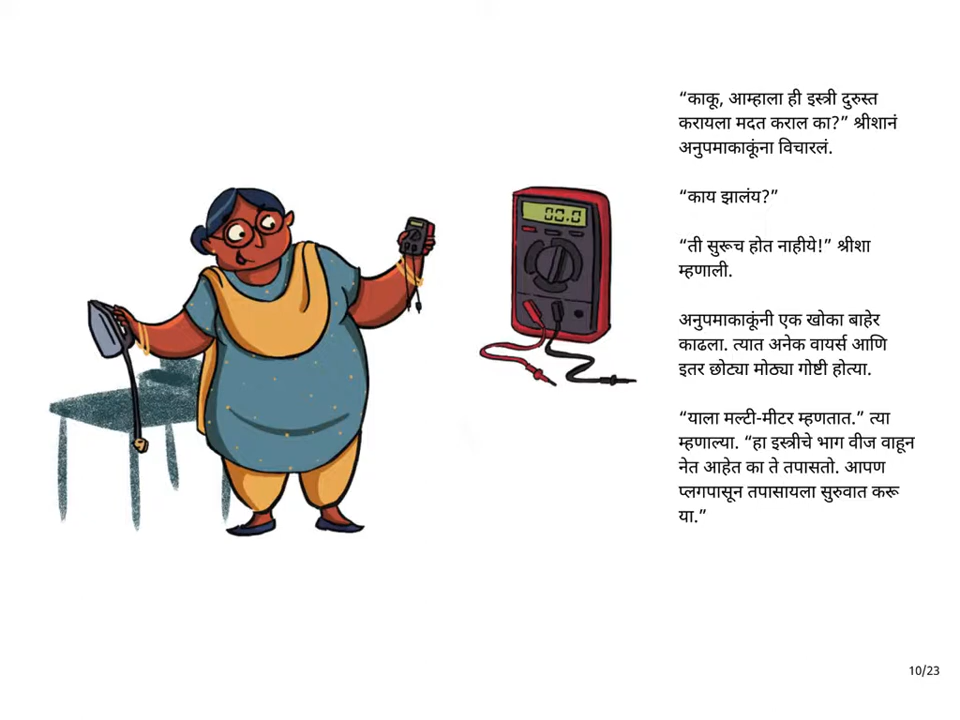 00.0
“काकू, आम्हाला ही इस्त्री दुरुस्त
करायला मदत कराल का?” श्रीशानं
अनुपमाकाकूंना विचारलं.
“काय झालंय?”
“ती सुरूच होत नाहीये!” श्रीशा
म्हणाली.
अनुपमाकाकूंनी एक खोका बाहेर
काढला. त्यात अनेक वायर्स आणि
इतर छोट्या मोठ्या गोष्टी होत्या.
“याला मल्टी-मीटर म्हणतात.” त्या
म्हणाल्या. “हा इस्त्रीचे भाग वीज वाहून
नेत आहेत का ते तपासतो. आपण
प्लगपासून तपासायला सुरुवात करू
या.”
10/23